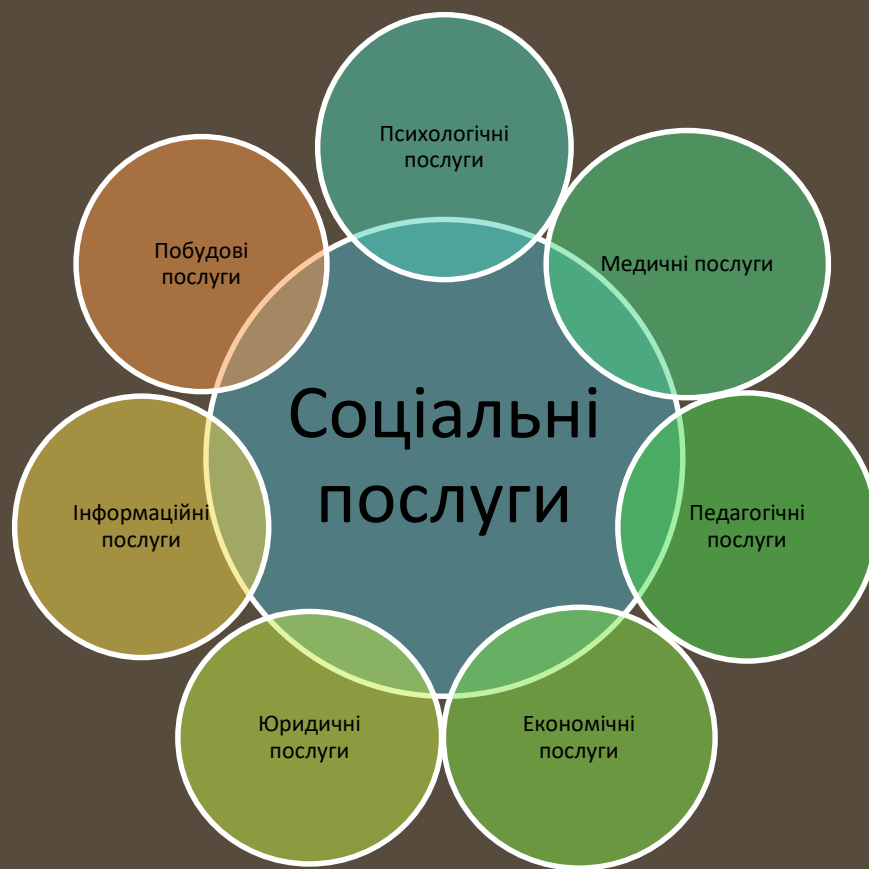 Психологічні
послуги
Медичні послуги
Педагогічні
послуги
Економічні
послуги
Юридичні
послуги
Інформаційні
послуги
Побудові
послуги
Соціальні
послуги